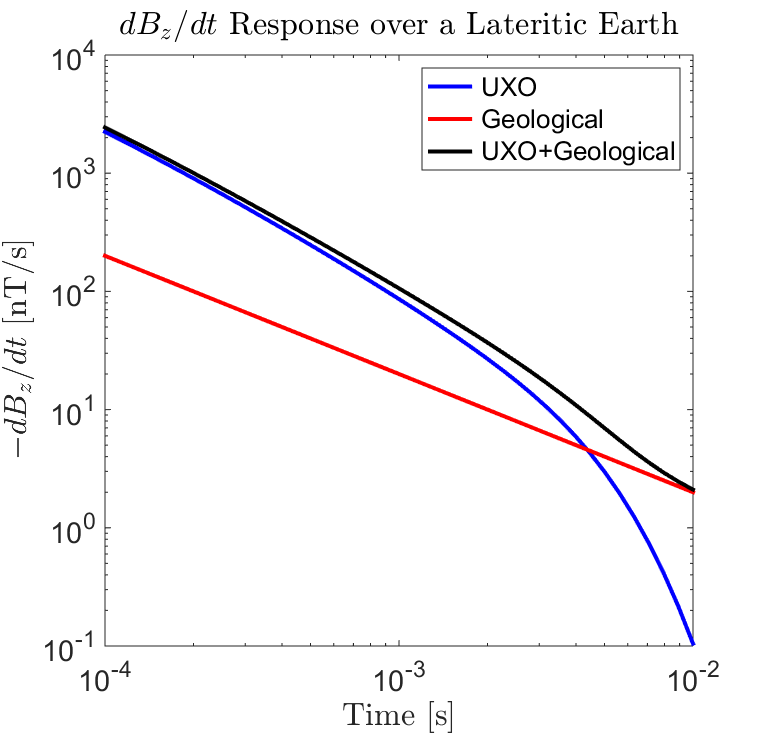 dB_z/dt Response over a Lateritic Earth
10^4
10^3
10^2
10^1
10^0
10^-1
−dB_z/dt [nT/s]
UXO
Geological
UXO+Geological
10^-4 10^-3 10^-2
Time [s]